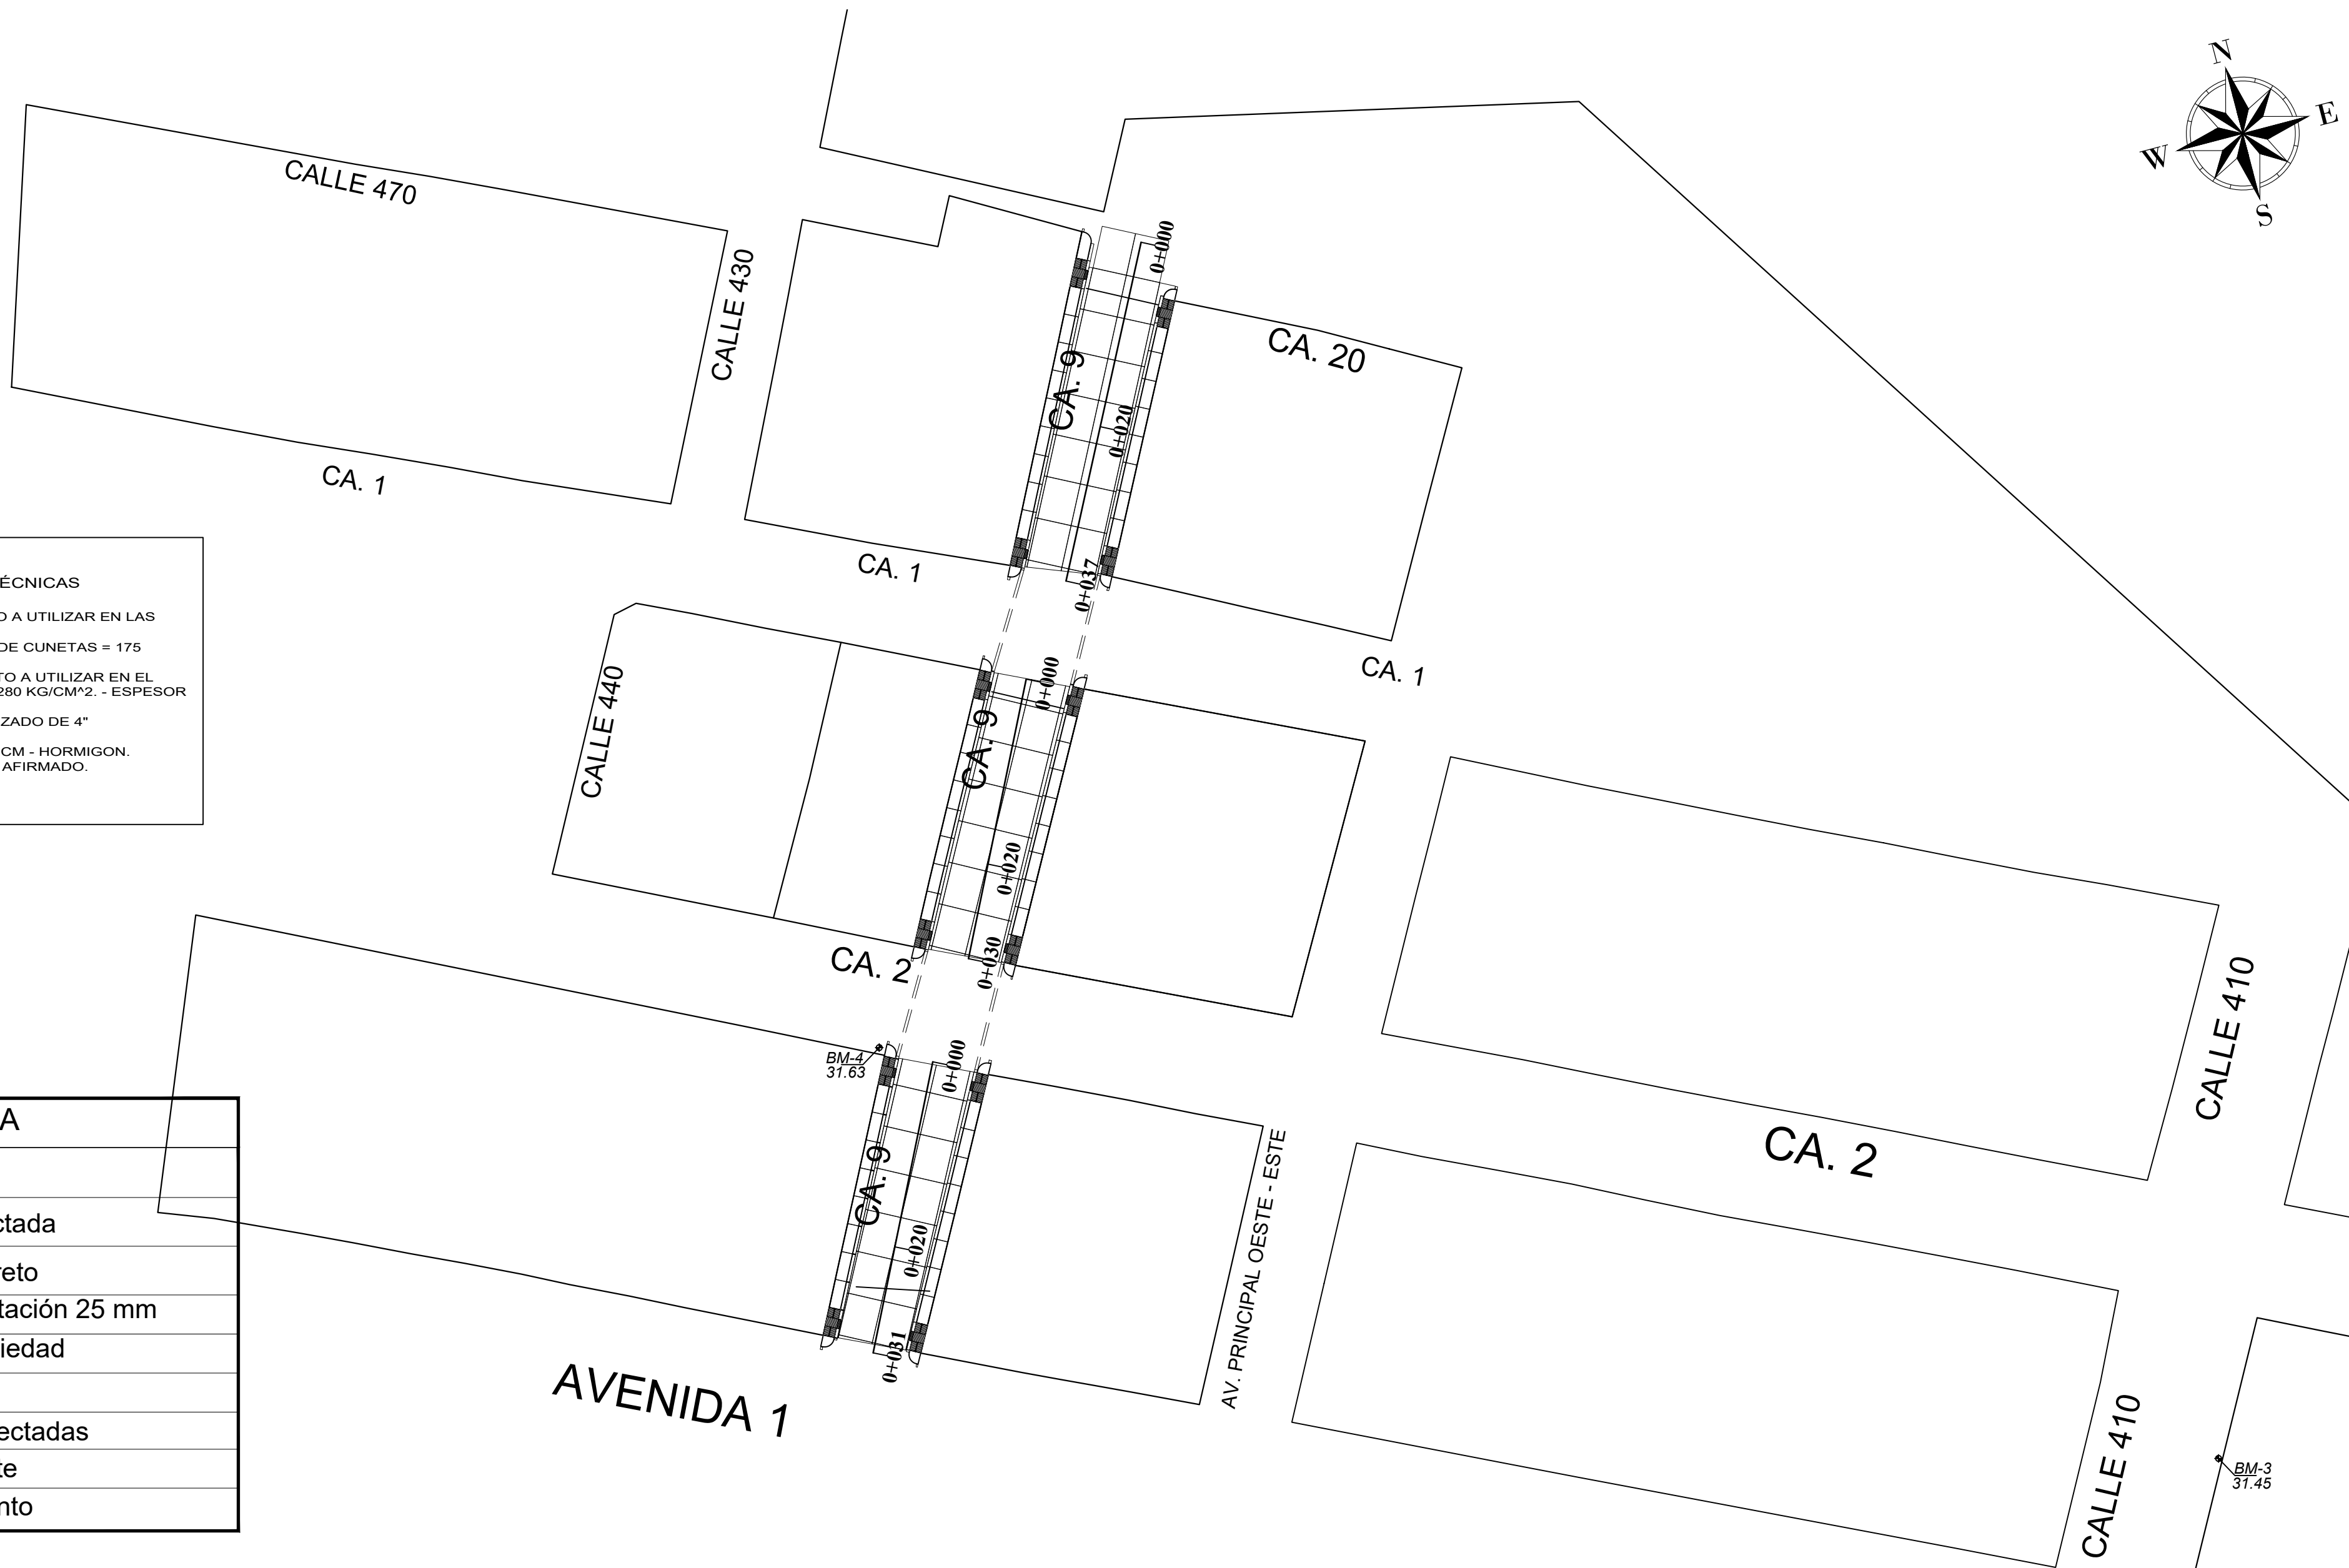 N
E
W
S
CALLE 470
CALLE 430
0+000
CA. 20
CA. 9
0+020
CA. 1
CA. 1
0+037
ÉCNICAS
O A UTILIZAR EN LAS
DE CUNETAS = 175
TO A UTILIZAR EN EL
280 KG/CM^2. - ESPESOR
IZADO DE 4"
CM - HORMIGON.
AFIRMADO.
CALLE 440
0+000
CA. 1
CA. 9
0+020
0+030
CA. 2
CALLE 410
BM-4
31.63
0+000
CA. 9
0+020
0+031
CA. 2
AV. PRINCIPAL OESTE - ESTE
A
ctada
reto
tación 25 mm
iedad
ectadas
te
nto
AVENIDA 1
CALLE 410
BM-3
31.45